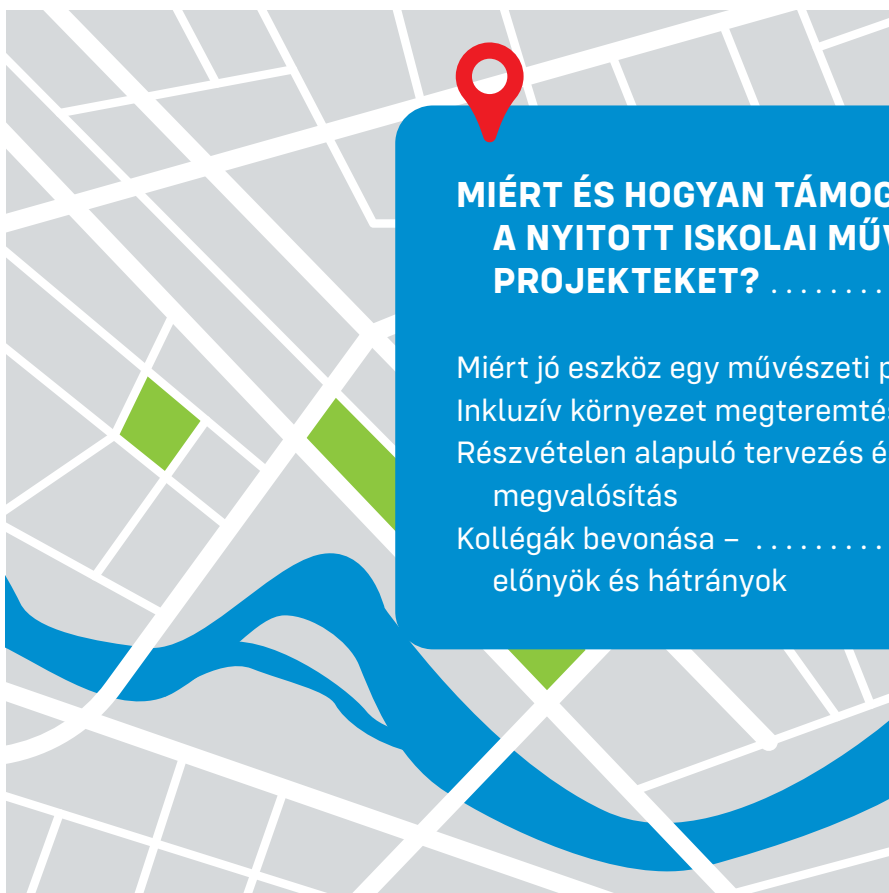 MIÉRT ÉS HOGYAN TÁMOG
A NYITOTT ISKOLAI MŰV
PROJEKTEKET? .........
Miért jó eszköz egy művészeti p
Inkluzív környezet megteremtés
Részvételen alapuló tervezés é
megvalósítás
Kollégák bevonása – .........
előnyök és hátrányok